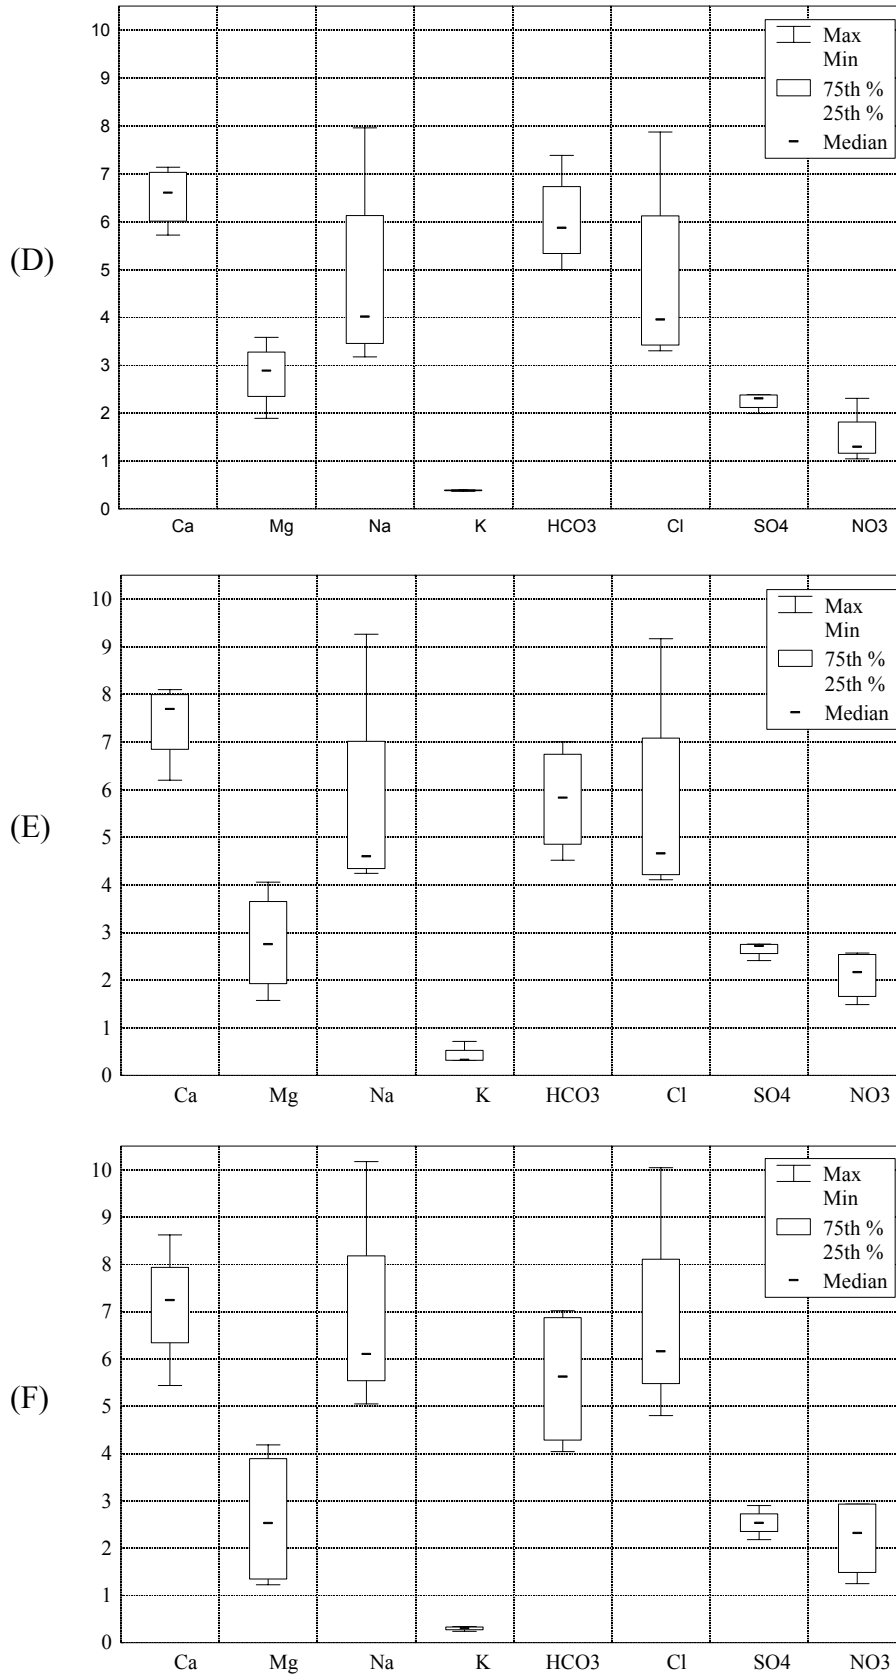 (D)
10
9
8
7
6
5
4
3
2
1
0
Ca Mg Na K HCO3 Cl SO4 NO3
Max
Min
75th %
25th %
Median
(E)
10
9
8
7
6
5
4
3
2
1
0
Ca Mg Na K HCO3 Cl SO4 NO3
Max
Min
75th %
25th %
Median
(F)
10
9
8
7
6
5
4
3
2
1
0
Ca Mg Na K HCO3 Cl SO4 NO3
Max
Min
75th %
25th %
Median